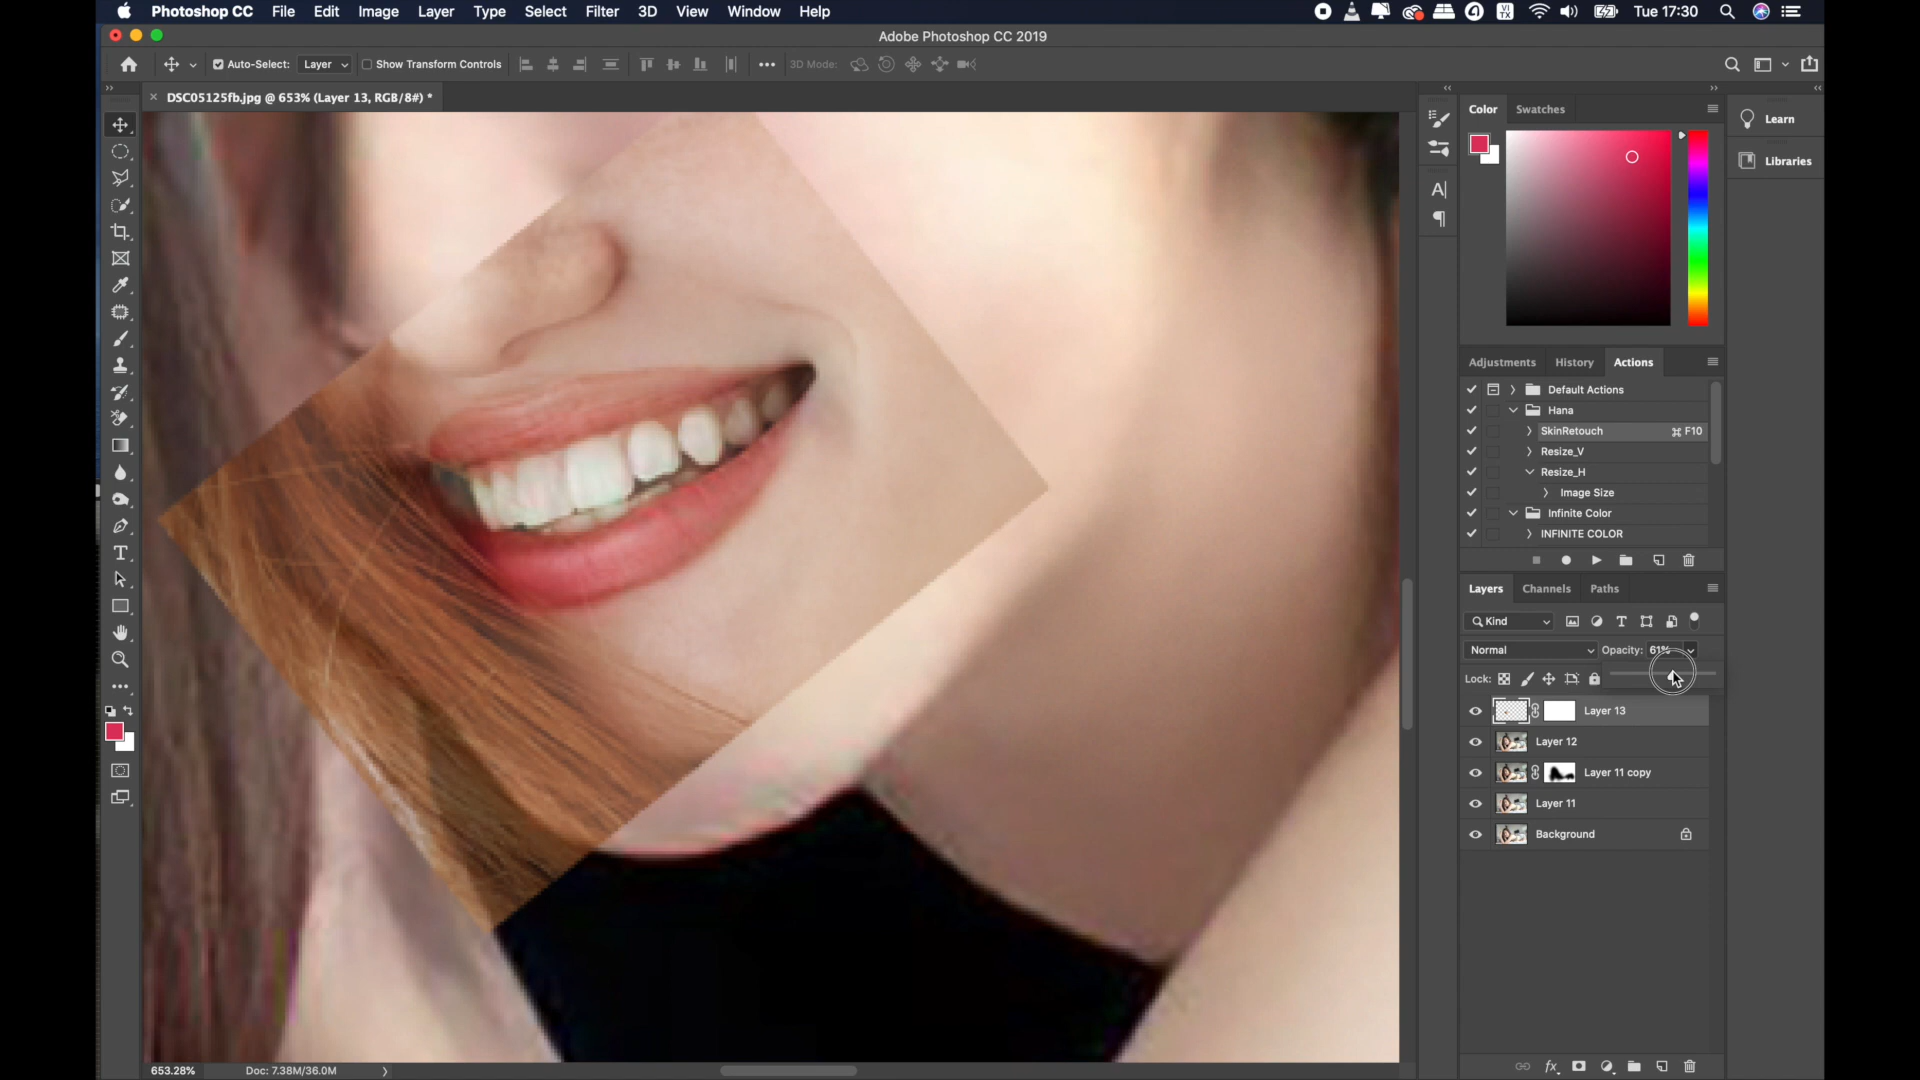 Photoshop CC File Edit Image Layer Type Select Filter 3D View Window Help
VI
TX
Tue 17:30
Adobe Photoshop CC 2019
Auto-Select: Layer Show Transform Controls 3D Mode:
DSC05125fb.jpg @ 653% (Layer 13, RGB/8#) *
Color Swatches
Learn
Libraries
Adjustments History Actions
Default Actions
Hana
SkinRetouch ⌘ F10
Resize_V
Resize_H
Image Size
Infinite Color
INFINITE COLOR
Layers Channels Paths
Kind
Normal Opacity: 61%
Lock:
Layer 13
Layer 12
Layer 11 copy
Layer 11
Background
653.28% Doc: 7.38M/36.0M